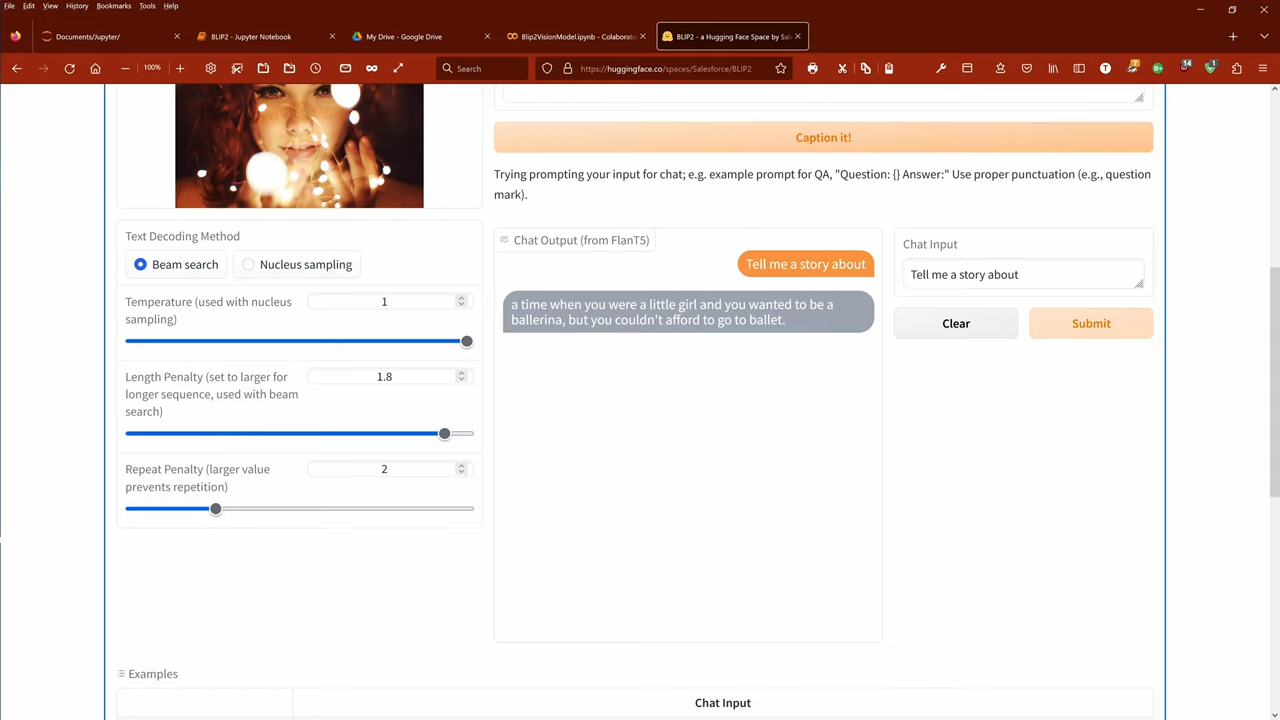 File Edit View History Bookmarks Tools Help
Documents/Jupyter/
BLIP2 - Jupyter Notebook
My Drive - Google Drive
Blip2VisionModel.ipynb - Colaborato
BLIP2 - a Hugging Face Space by Sal
100%
Search
https://huggingface.co/spaces/Salesforce/BLIP2
7
14
1
Caption it!
Trying prompting your input for chat; e.g. example prompt for QA, "Question: {} Answer:" Use proper punctuation (e.g., question
mark).
Text Decoding Method
Beam search
Nucleus sampling
Temperature (used with nucleus
sampling)
1
Length Penalty (set to larger for
longer sequence, used with beam
search)
1.8
Repeat Penalty (larger value
prevents repetition)
2
Chat Output (from FlanT5)
Tell me a story about
a time when you were a little girl and you wanted to be a
ballerina, but you couldn't afford to go to ballet.
Chat Input
Tell me a story about
Clear
Submit
Examples
Chat Input